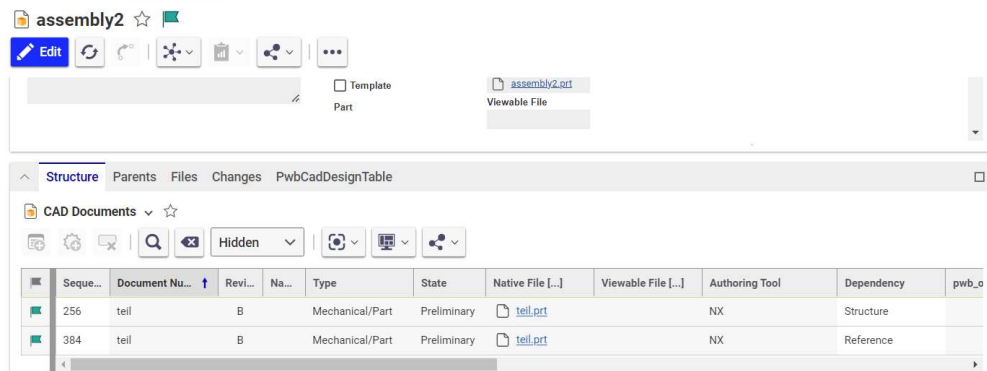 assembly2
Edit
Template
assembly2.prt
Part
Viewable File
Structure Parents Files Changes PwbCadDesignTable
CAD Documents
Hidden
Seque... Document Nu... Revi... Na... Type State Native File [...] Viewable File [...] Authoring Tool Dependency pwb_o
256 teil B Mechanical/Part Preliminary teil.prt NX Structure
384 teil B Mechanical/Part Preliminary teil.prt NX Reference